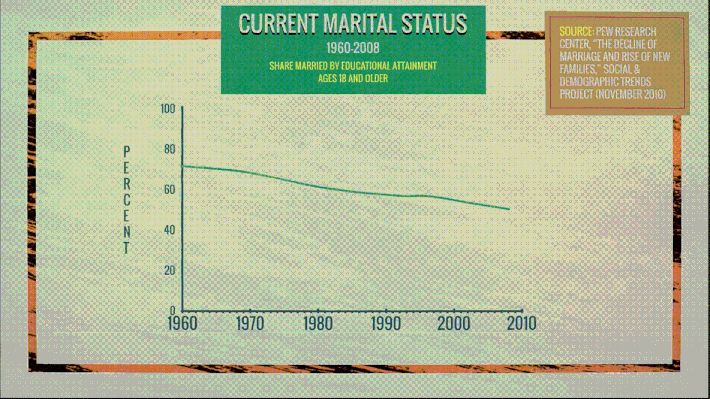 CURRENT MARITAL STATUS
1960-2008
SHARE MARRIED BY EDUCATIONAL ATTAINMENT
AGES 18 AND OLDER
SOURCE: PEW RESEARCH
CENTER, "THE DECLINE OF
MARRIAGE AND RISE OF NEW
FAMILIES," SOCIAL &
DEMOGRAPHIC TRENDS
PROJECT (NOVEMBER 2010)
PERCENT
100
80
60
40
20
0
1960 1970 1980 1990 2000 2010